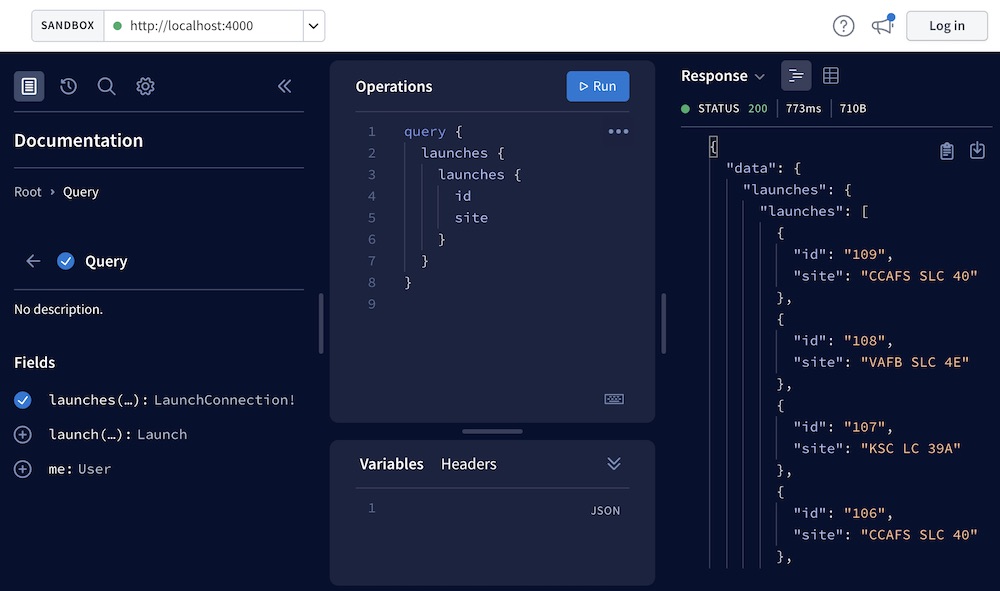 SANDBOX http://localhost:4000 Log in
Documentation
Root › Query
Query
No description.
Fields
launches(…): LaunchConnection!
launch(…): Launch
me: User
Operations Run
1 query {
2 launches {
3 launches {
4 id
5 site
6 }
7 }
8 }
9
Variables Headers
1 JSON
Response
STATUS 200 773ms 710B
{
"data": {
"launches": {
"launches": [
{
"id": "109",
"site": "CCAFS SLC 40"
},
{
"id": "108",
"site": "VAFB SLC 4E"
},
{
"id": "107",
"site": "KSC LC 39A"
},
{
"id": "106",
"site": "CCAFS SLC 40"
},